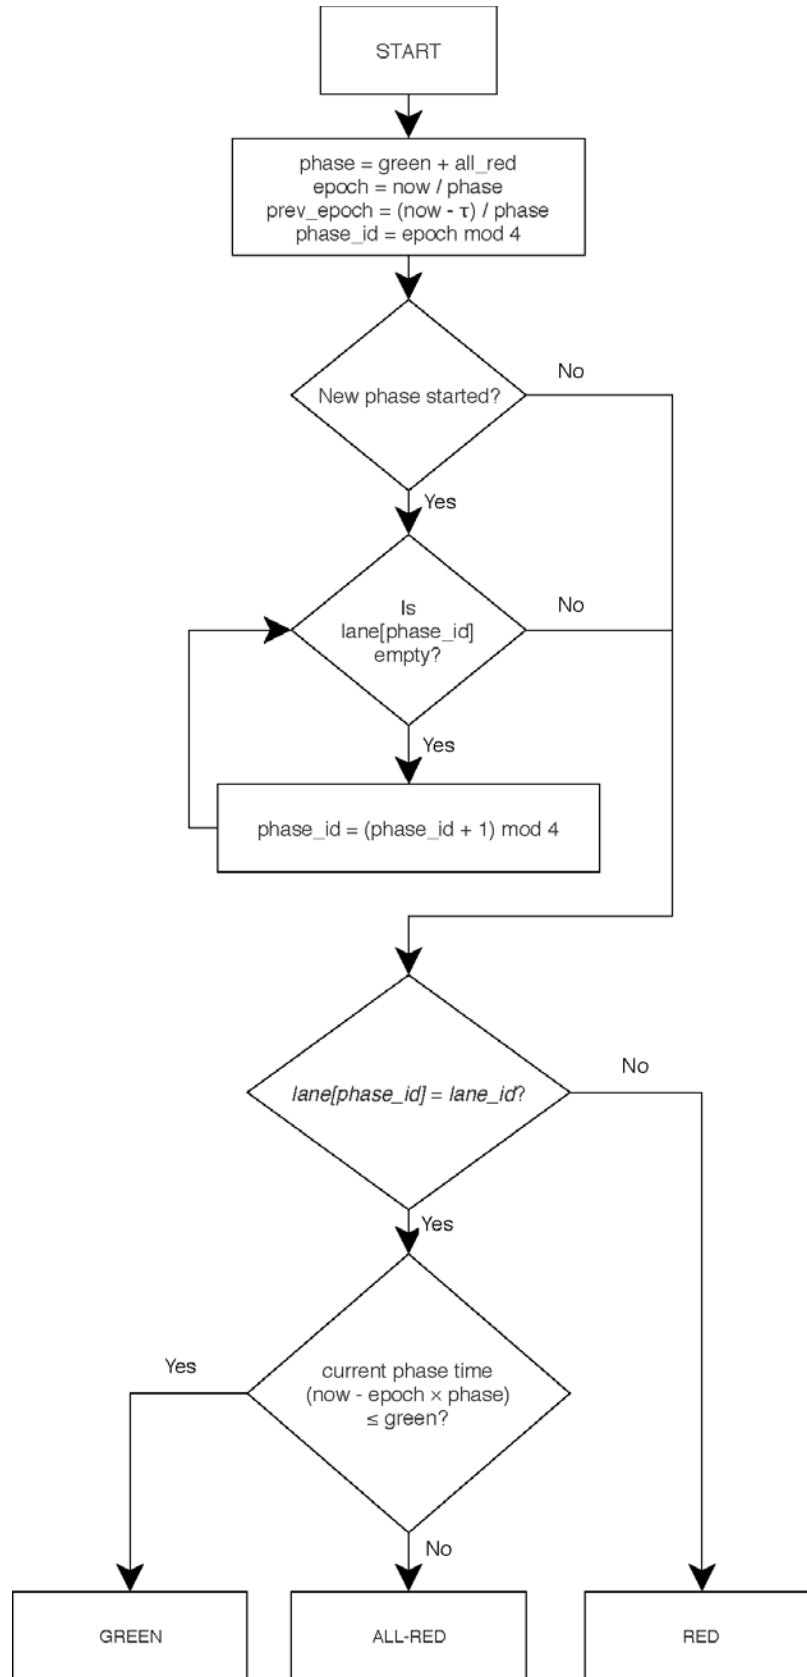 START
phase = green + all_red
epoch = now / phase
prev_epoch = (now - τ) / phase
phase_id = epoch mod 4
New phase started?
No
Yes
Is
lane[phase_id]
empty?
No
Yes
phase_id = (phase_id + 1) mod 4
lane[phase_id] = lane_id?
No
Yes
current phase time
(now - epoch × phase)
≤ green?
Yes
No
GREEN
ALL-RED
RED